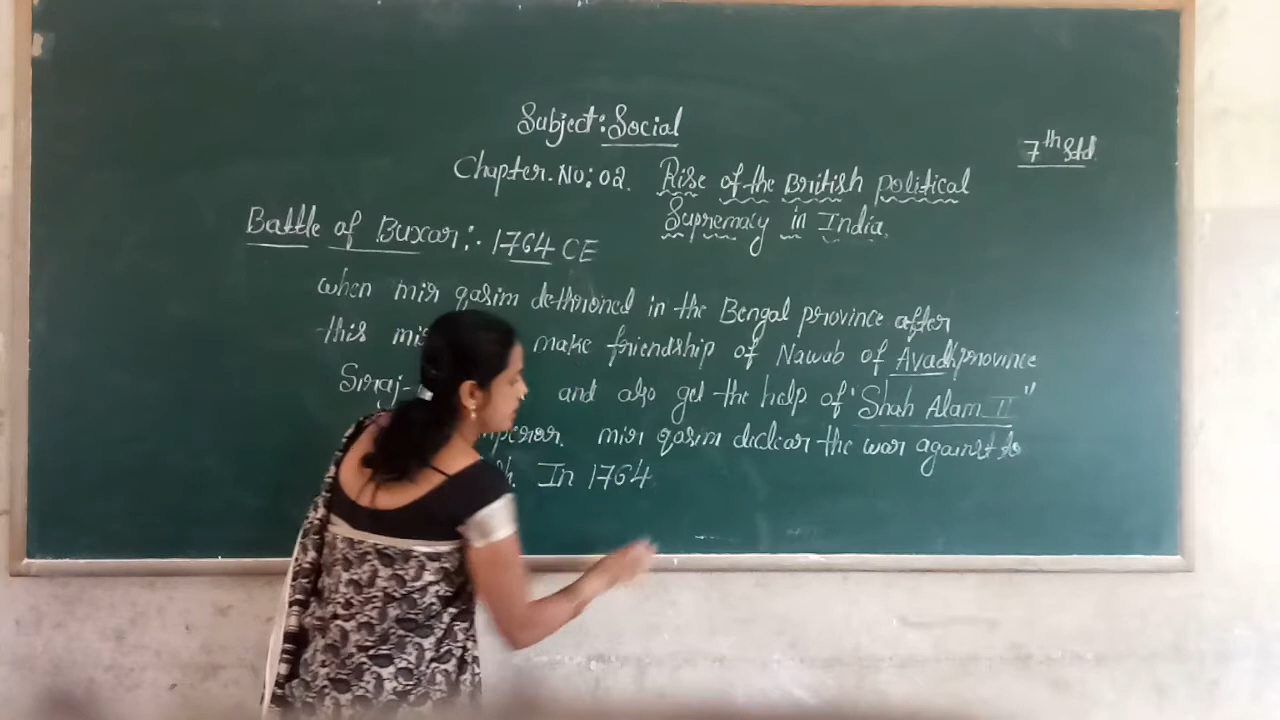 Subject: Social
7th Std.
Chapter. No: 02. Rise of the British political
Supremacy in India.
Battle of Buxar:- 1764 CE
when mir qasim dethroned in the Bengal province after
this make friendship of Nawab of Avadh province
Siraj- and also get the help of "Shah Alam II"
mir qasim declear the war against to
In 1764